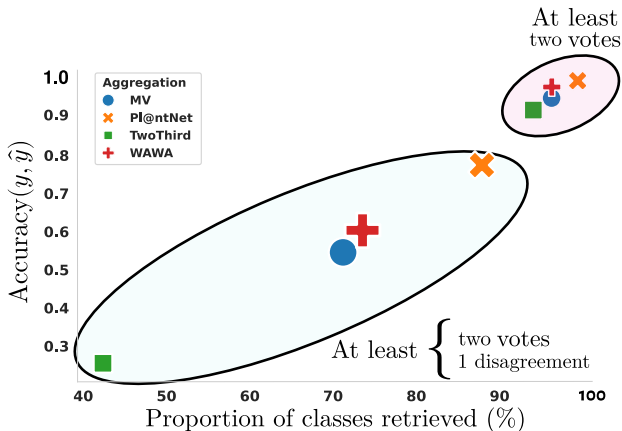 At least
two votes
Aggregation
MV
Pl@ntNet
TwoThird
WAWA
1.0
0.9
0.8
0.7
0.6
0.5
0.4
0.3
Accuracy(y, ŷ)
At least { two votes
1 disagreement
40 50 60 70 80 90 100
Proportion of classes retrieved (%)